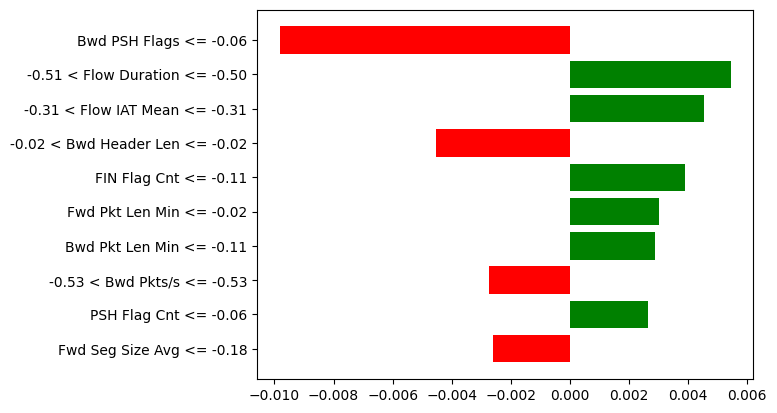 Bwd PSH Flags <= -0.06
-0.51 < Flow Duration <= -0.50
-0.31 < Flow IAT Mean <= -0.31
-0.02 < Bwd Header Len <= -0.02
FIN Flag Cnt <= -0.11
Fwd Pkt Len Min <= -0.02
Bwd Pkt Len Min <= -0.11
-0.53 < Bwd Pkts/s <= -0.53
PSH Flag Cnt <= -0.06
Fwd Seg Size Avg <= -0.18
−0.010 −0.008 −0.006 −0.004 −0.002 0.000 0.002 0.004 0.006